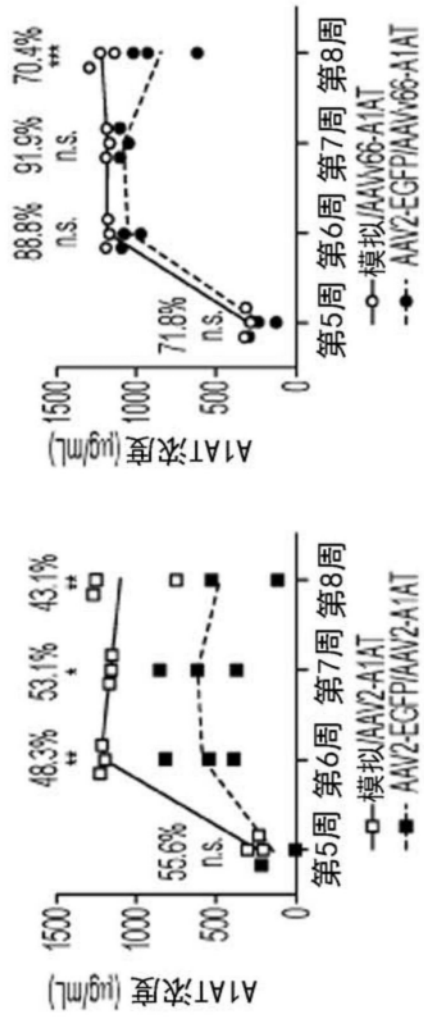 A1AT浓度 (μg/mL)
1500
1000
500
0
48.3%
**
53.1%
*
43.1%
**
55.6%
n.s.
第5周 第6周 第7周 第8周
模拟/AAV2-A1AT
AAV2-EGFP/AAV2-A1AT
A1AT浓度 (μg/mL)
1500
1000
500
0
88.8%
n.s.
91.9%
n.s.
70.4%
***
71.8%
n.s.
第5周 第6周 第7周 第8周
模拟/AAVv66-A1AT
AAV2-EGFP/AAVv66-A1AT